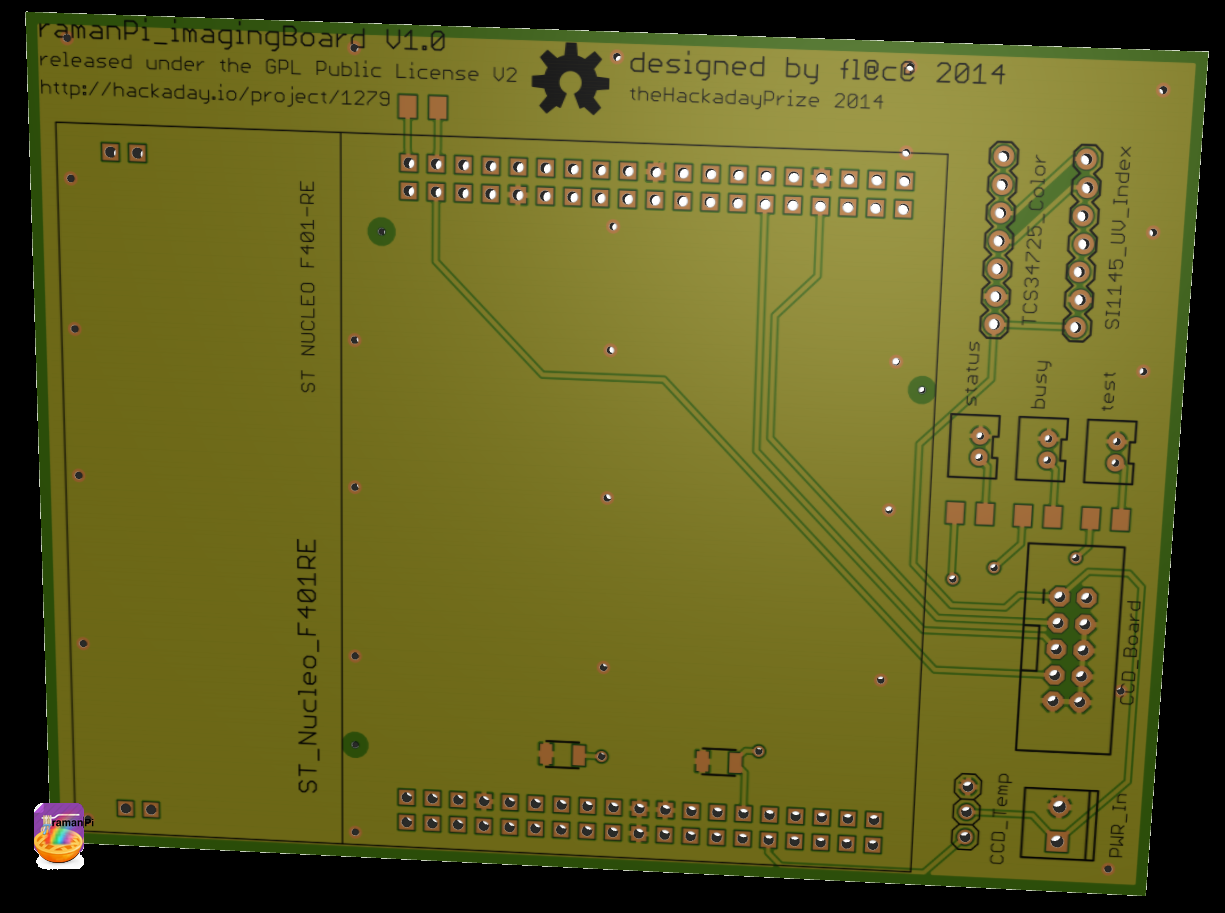 ramanPi_imagingBoard V1.0
released under the GPL Public License V2
http://hackaday.io/project/1279
designed by fl@c@ 2014
theHackadayPrize 2014
ST NUCLEO F401-RE
ST_Nucleo_F401RE
TCS34725_Color
SI1145_UV_Index
status
busy
test
CCD_Board
CCD_Temp
PWR_In
ramanPi